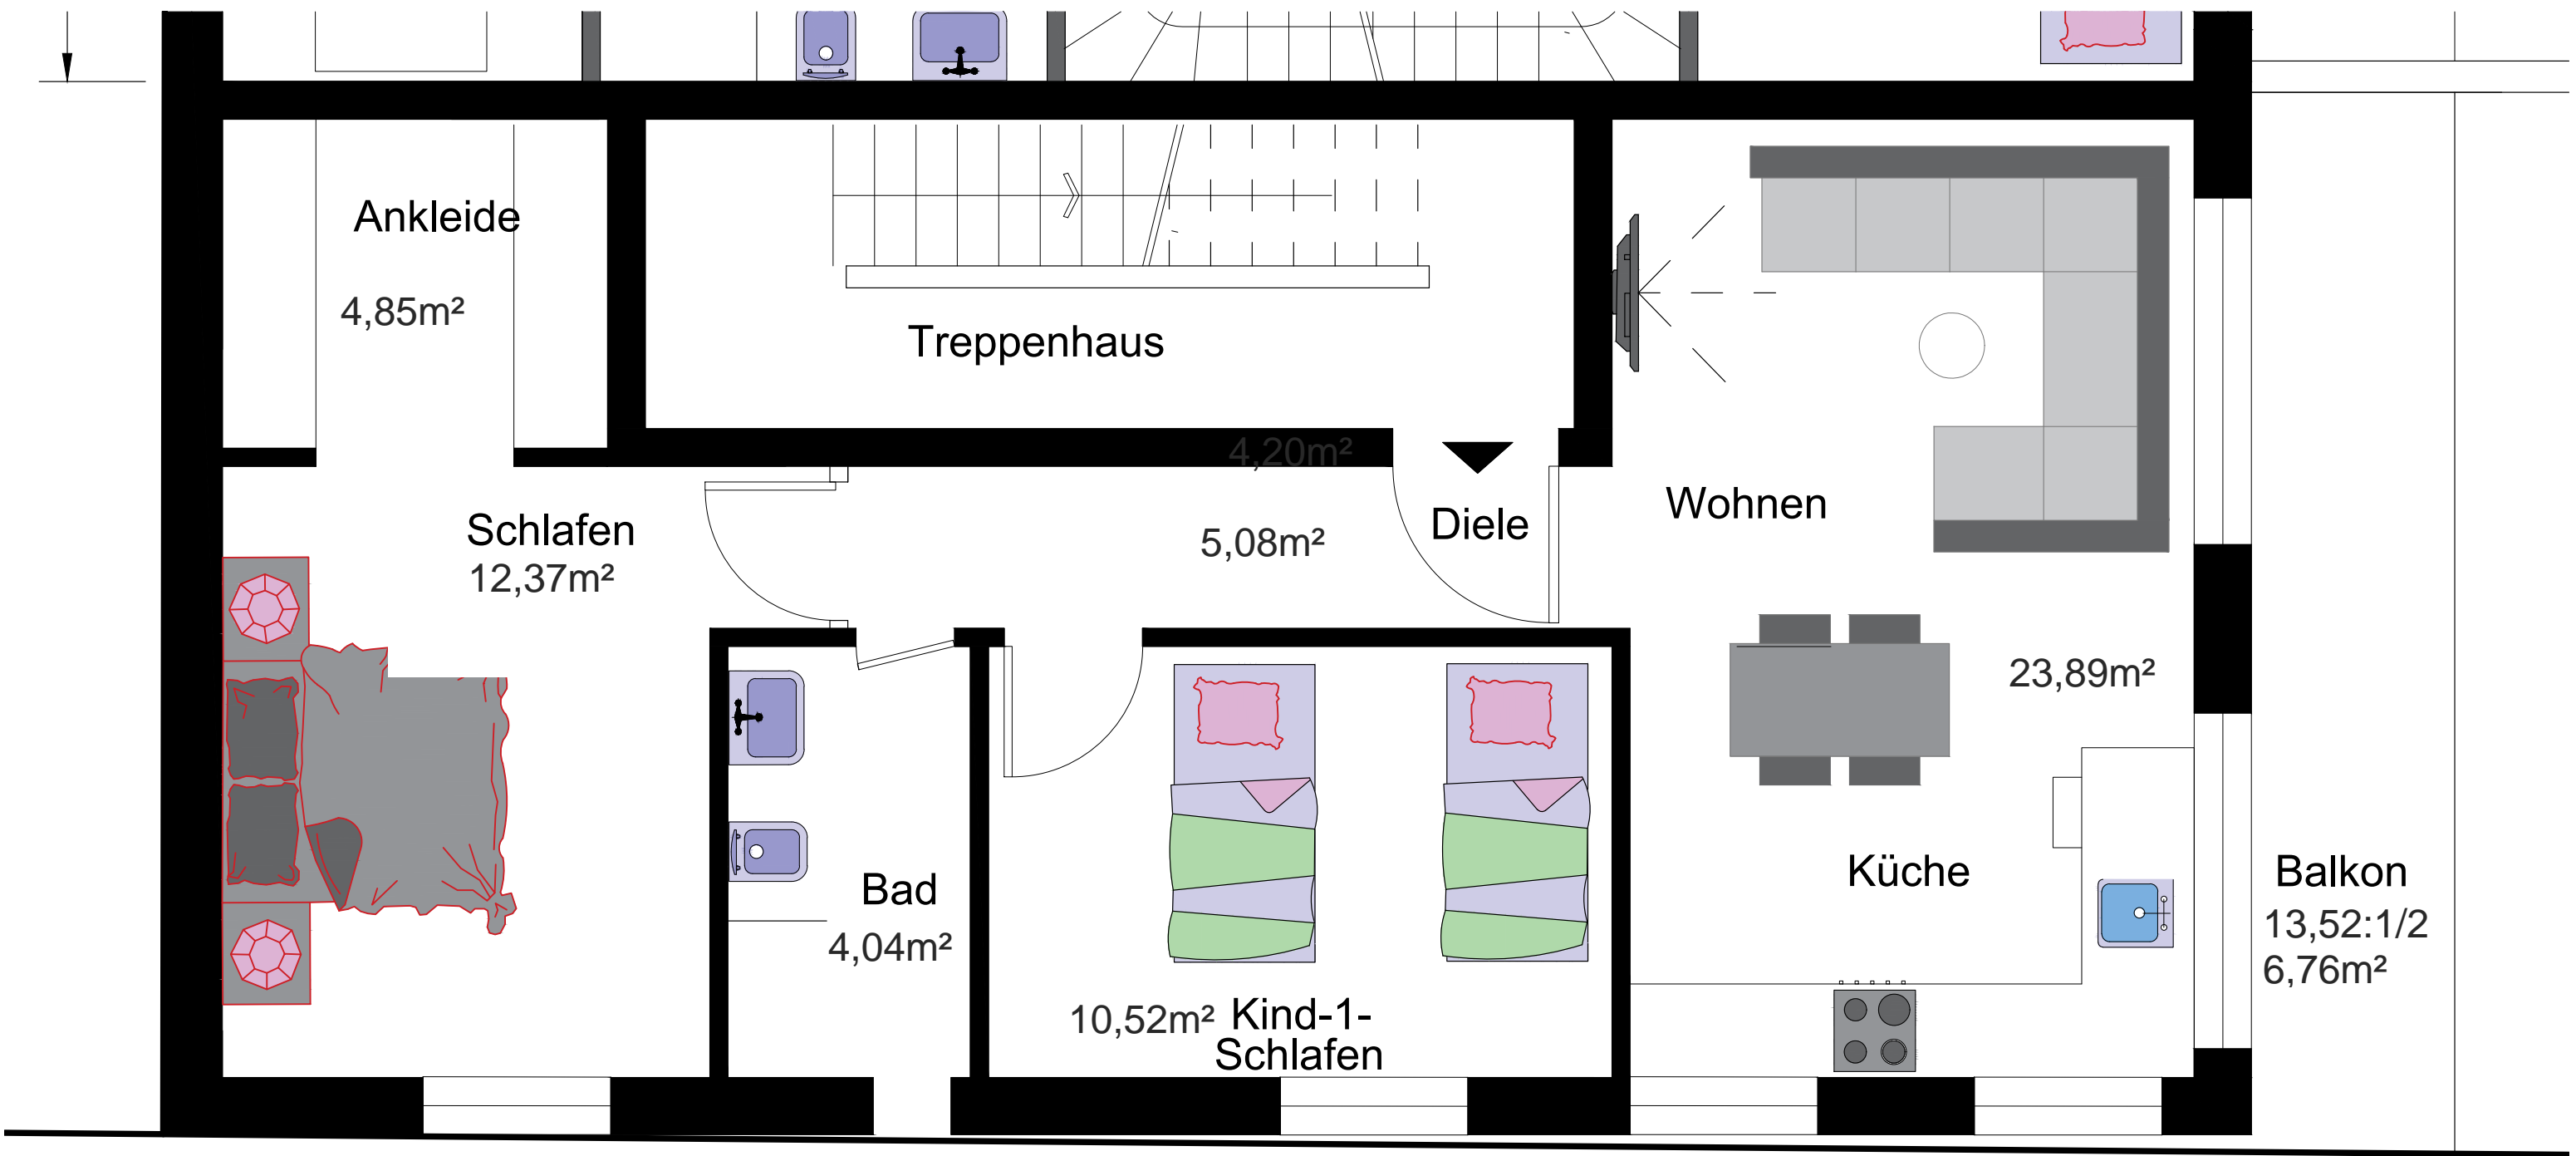 Ankleide
4,85m²
Treppenhaus
4,20m²
Schlafen
12,37m²
5,08m²
Diele
Wohnen
23,89m²
Bad
4,04m²
10,52m²
Kind-1-
Schlafen
Küche
Balkon
13,52:1/2
6,76m²